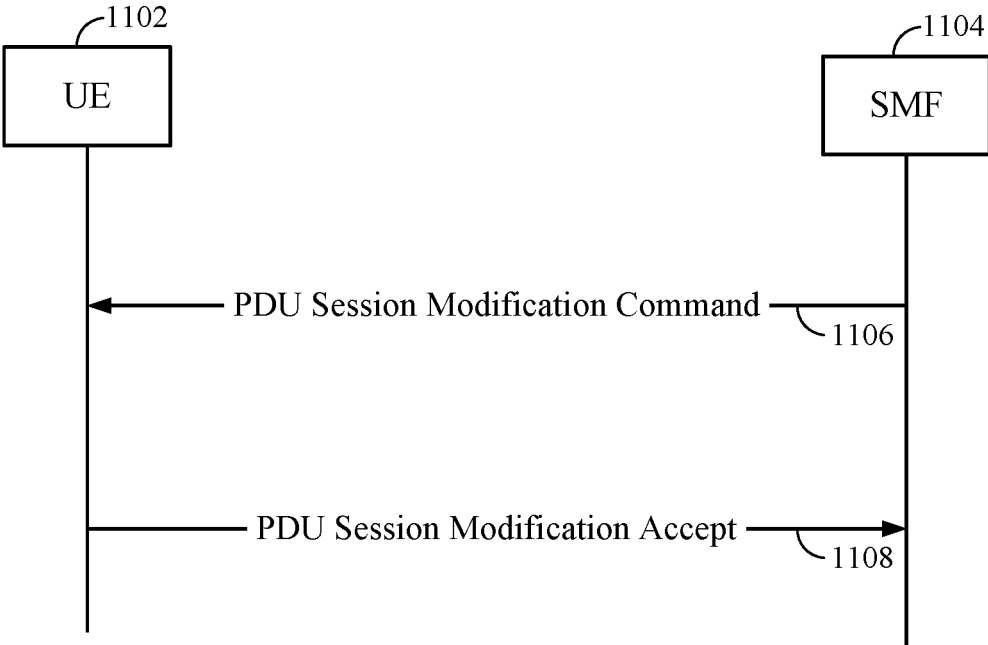 1102
1104
UE
SMF
PDU Session Modification Command
1106
PDU Session Modification Accept
1108